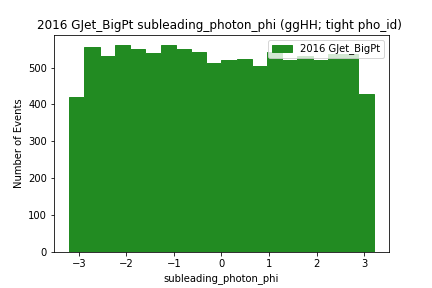 2016 GJet_BigPt subleading_photon_phi (ggHH; tight pho_id)
2016 GJet_BigPt
Number of Events
500
400
300
200
100
0
−3 −2 −1 0 1 2 3
subleading_photon_phi